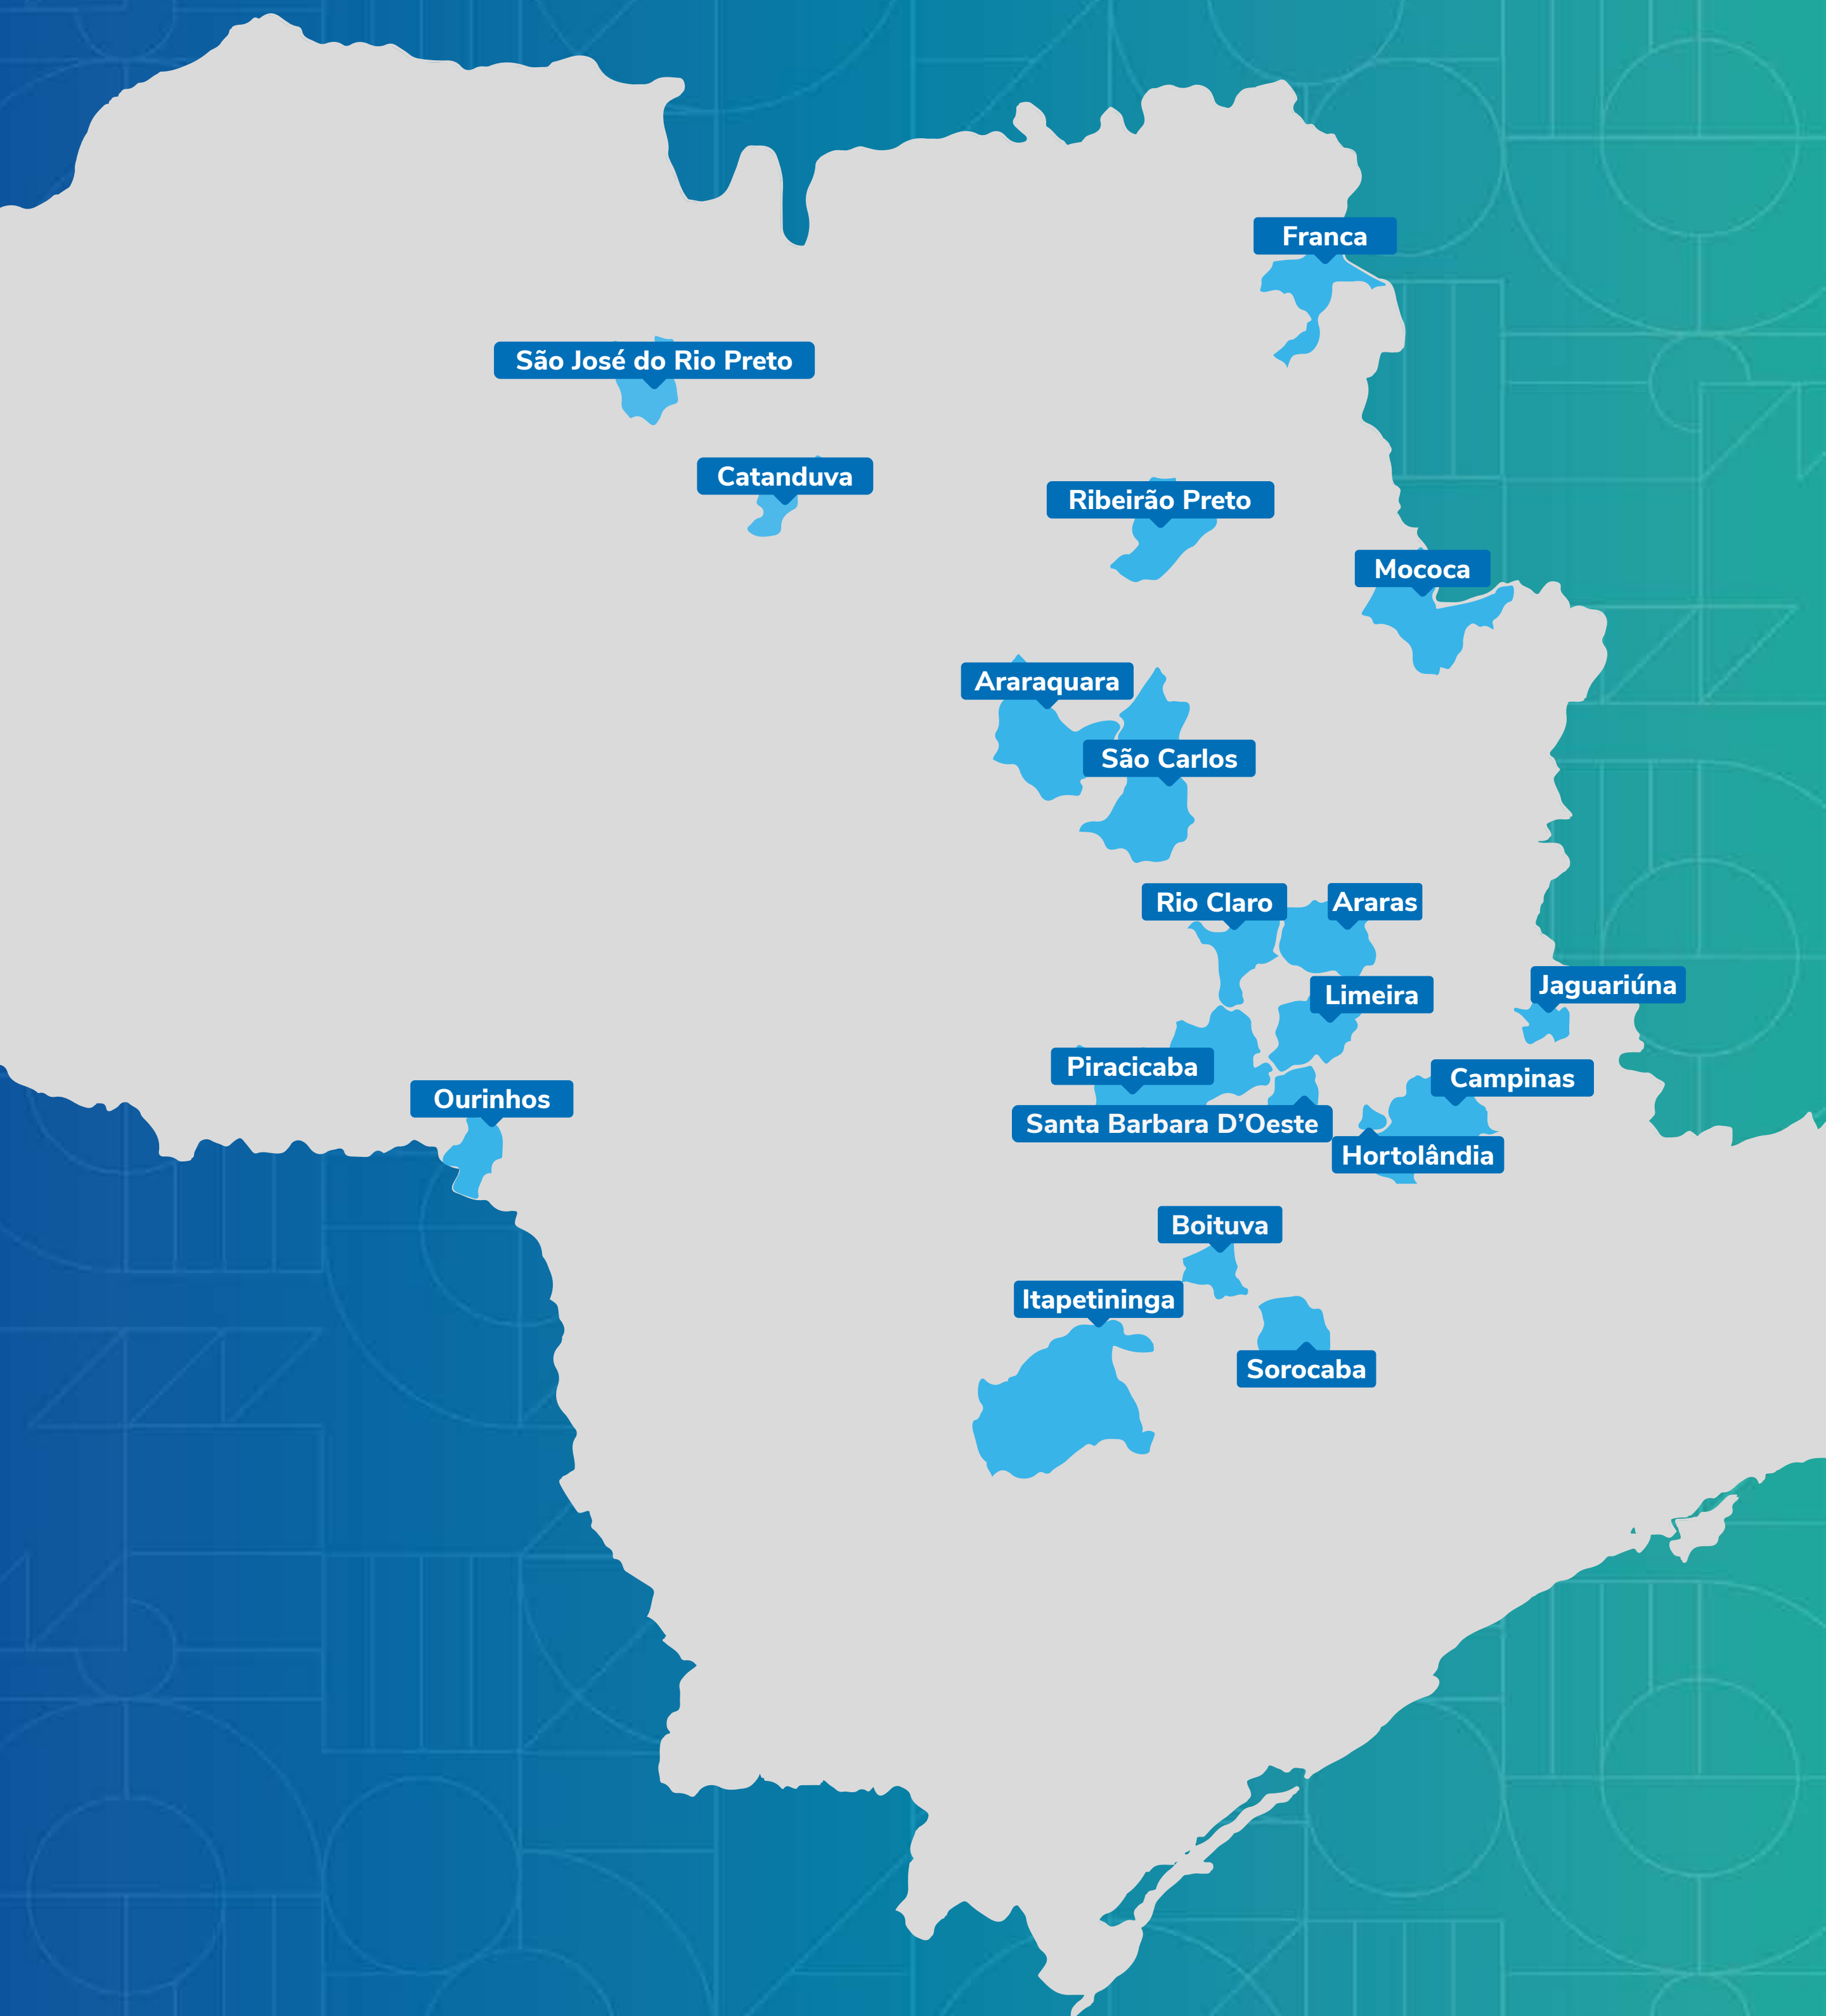 Franca
São José do Rio Preto
Catanduva
Ribeirão Preto
Mococa
Araraquara
São Carlos
Rio Claro
Araras
Jaguariúna
Limeira
Piracicaba
Campinas
Ourinhos
Santa Barbara D’Oeste
Hortolândia
Boituva
Itapetininga
Sorocaba